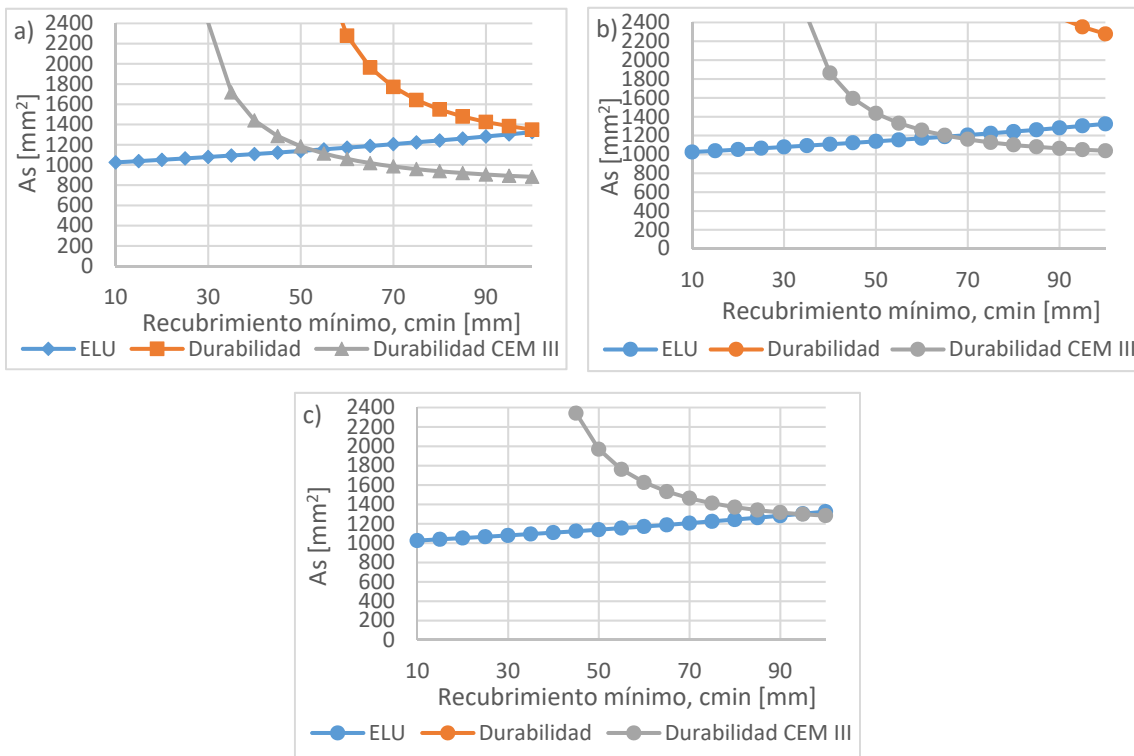 a)
2400
2200
2000
1800
1600
1400
1200
1000
800
600
400
200
0
As [mm²]
10 30 50 70 90
Recubrimiento mínimo, cmin [mm]
ELU Durabilidad Durabilidad CEM III
b)
2400
2200
2000
1800
1600
1400
1200
1000
800
600
400
200
0
As [mm²]
10 30 50 70 90
Recubrimiento mínimo, cmin [mm]
ELU Durabilidad Durabilidad CEM III
c)
2400
2200
2000
1800
1600
1400
1200
1000
800
600
400
200
0
As [mm²]
10 30 50 70 90
Recubrimiento mínimo, cmin [mm]
ELU Durabilidad Durabilidad CEM III